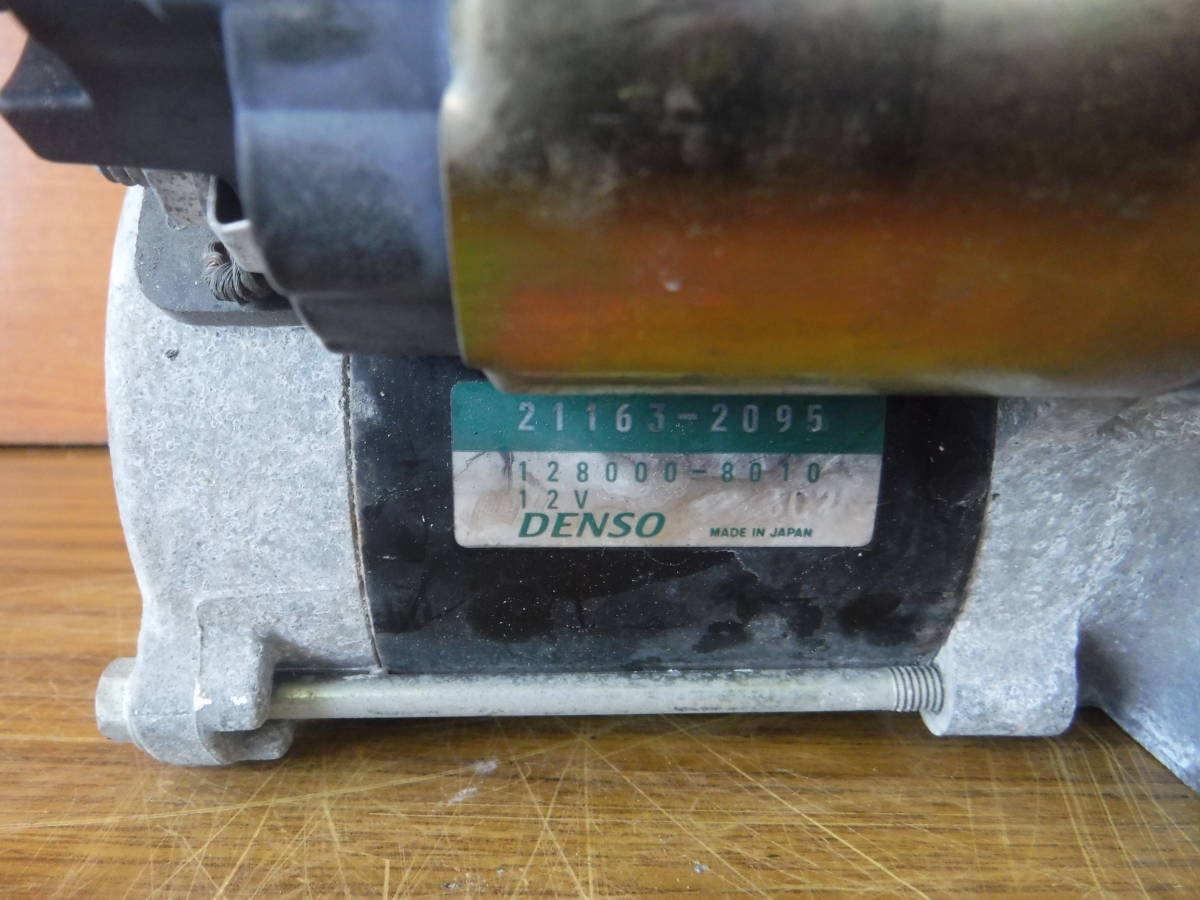 21163-2095
128000-8010
12V
DENSO MADE IN JAPAN